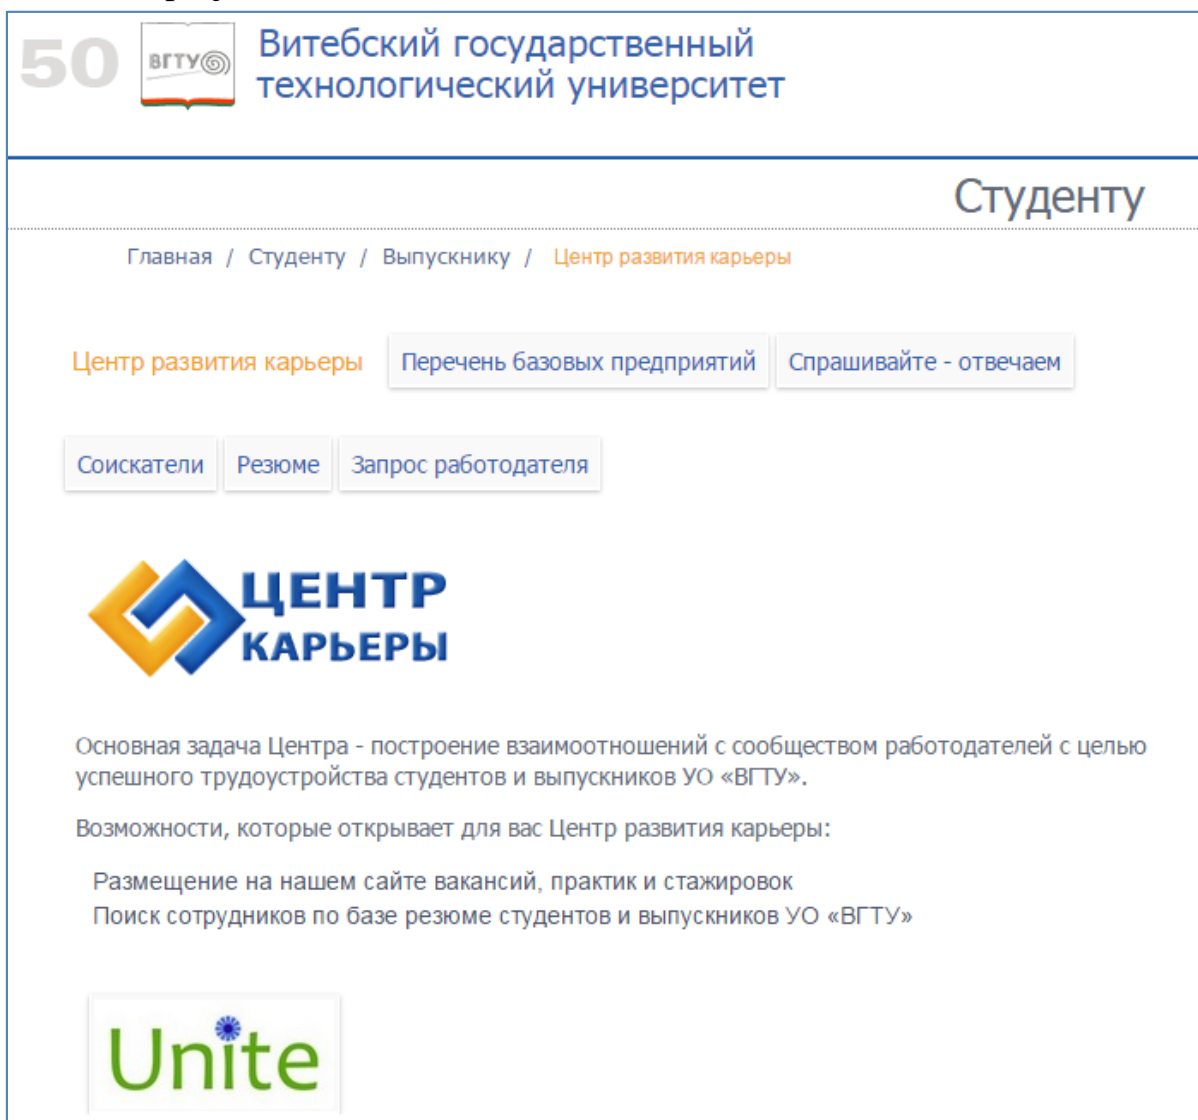 50 ВГТУ Витебский государственный
технологический университет
Студенту
Главная / Студенту / Выпускнику / Центр развития карьеры
Центр развития карьеры Перечень базовых предприятий Спрашивайте - отвечаем
Соискатели Резюме Запрос работодателя
ЦЕНТР
КАРЬЕРЫ
Основная задача Центра - построение взаимоотношений с сообществом работодателей с целью
успешного трудоустройства студентов и выпускников УО «ВГТУ».
Возможности, которые открывает для вас Центр развития карьеры:
Размещение на нашем сайте вакансий, практик и стажировок
Поиск сотрудников по базе резюме студентов и выпускников УО «ВГТУ»
Unite